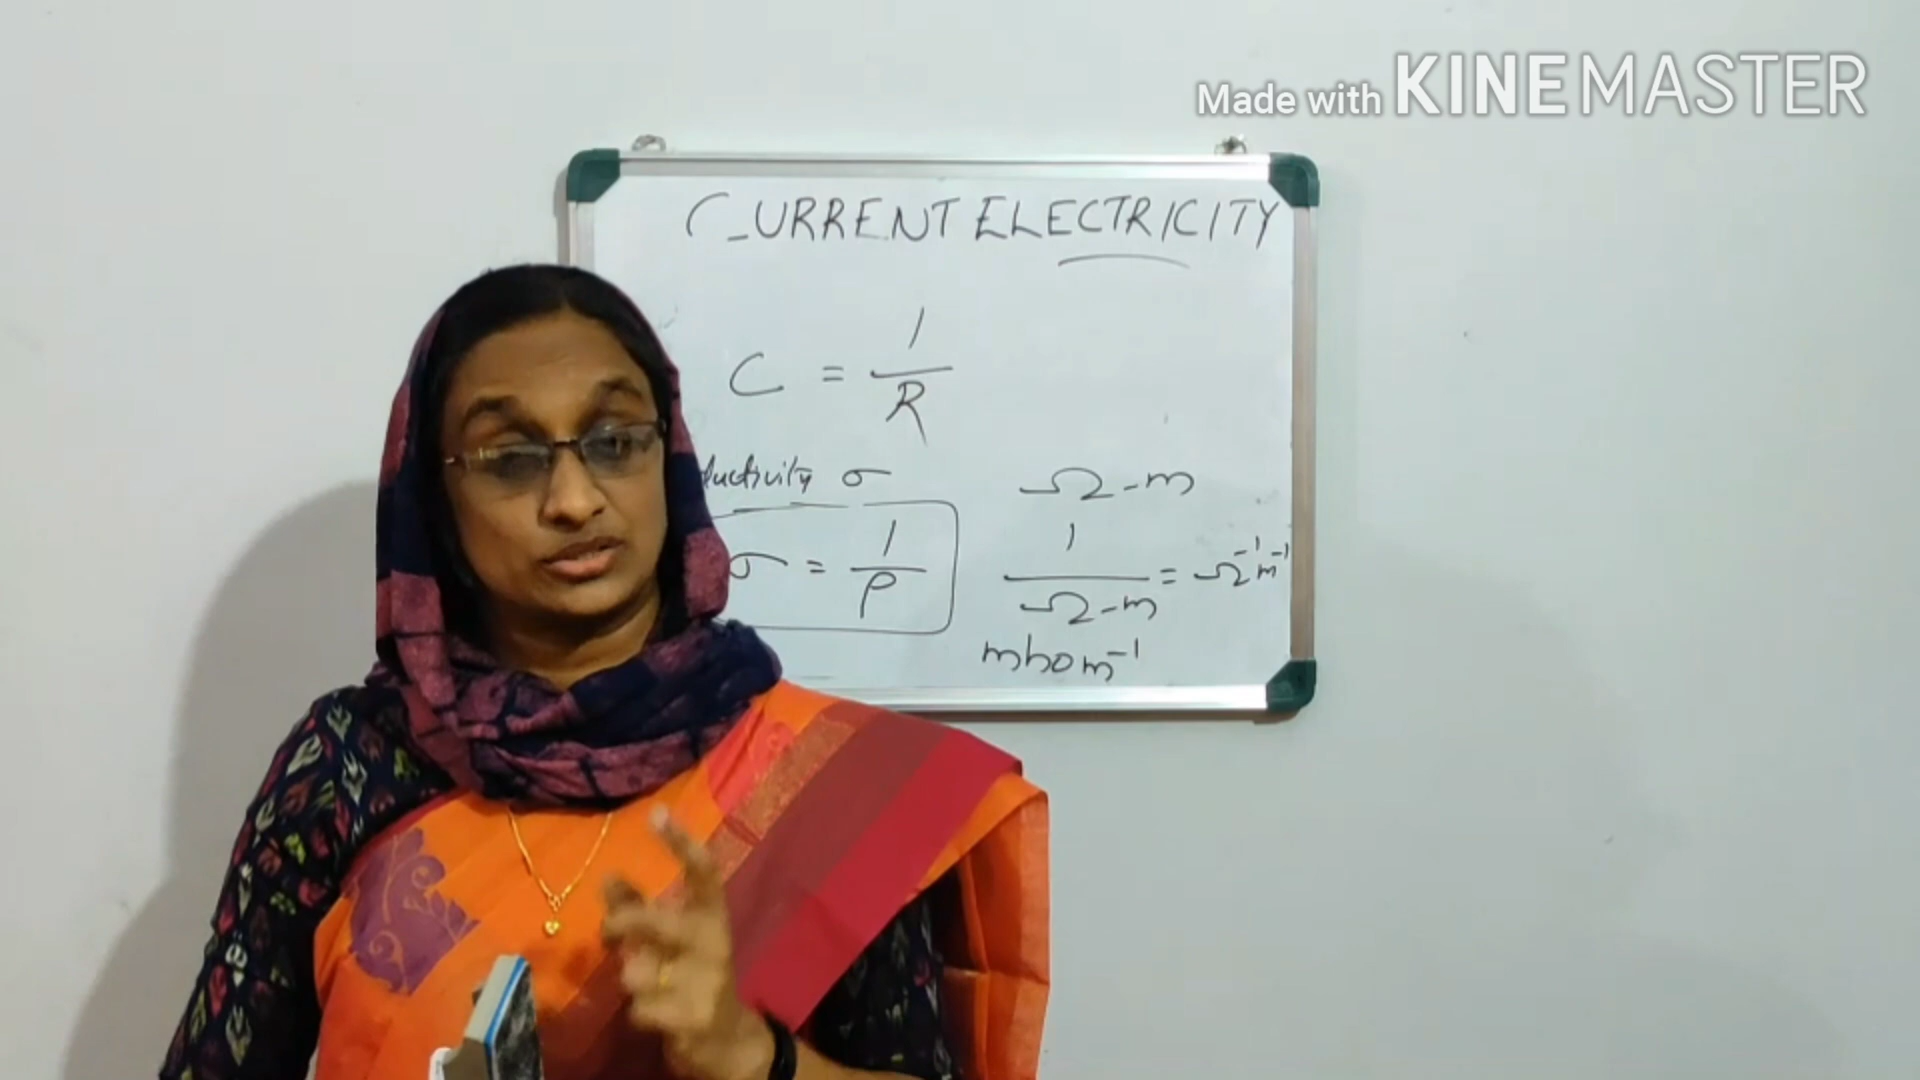 Made with KINEMASTER
CURRENT ELECTRICITY
C = 1/R
ductivity σ
Ω-m
σ = 1/ρ
1/Ω-m = Ω⁻¹m⁻¹
mho m⁻¹